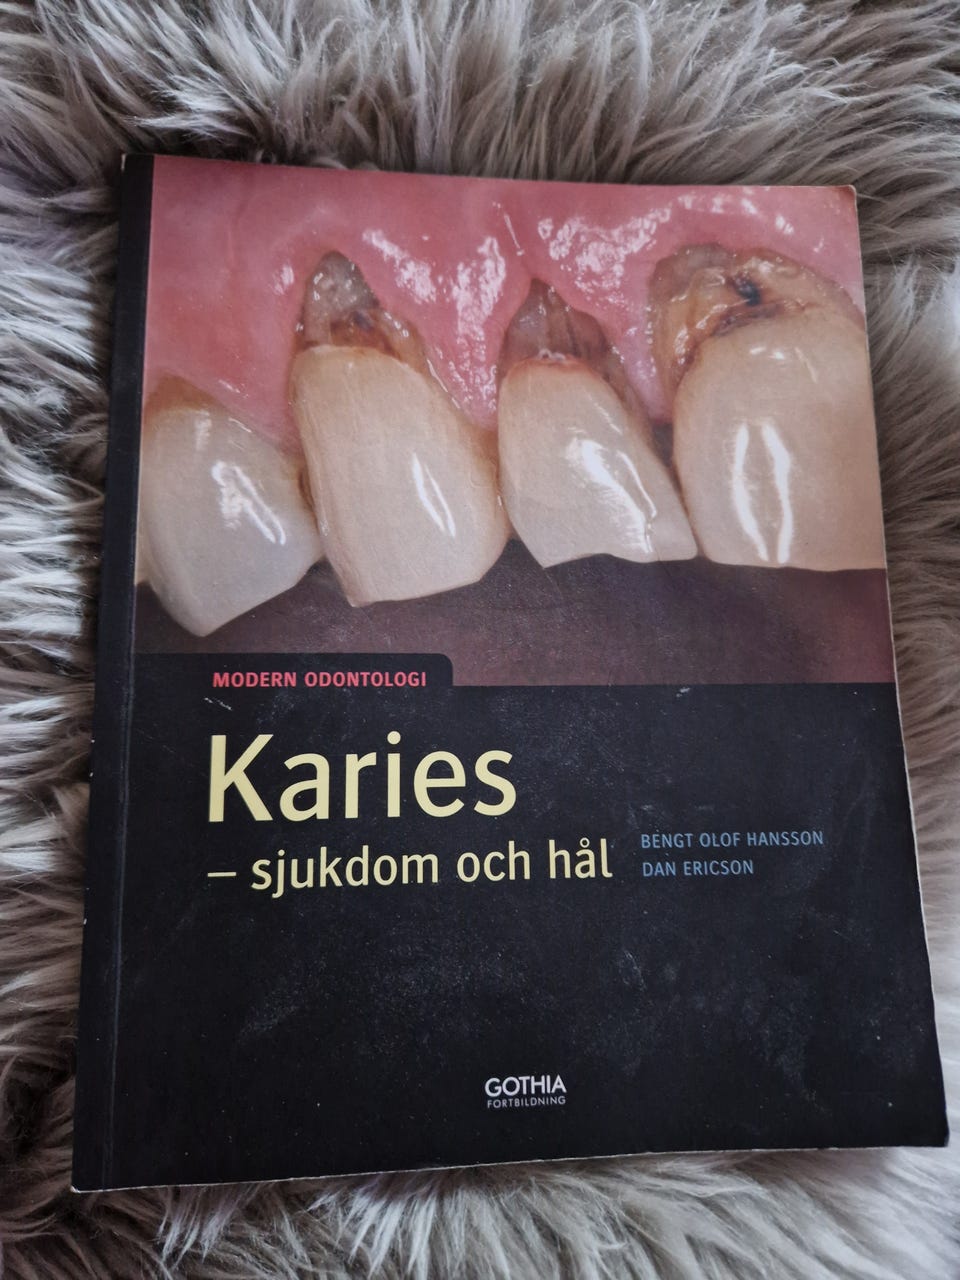 MODERN ODONTOLOGI
Karies
– sjukdom och hål
BENGT OLOF HANSSON
DAN ERICSON
GOTHIA
FORTBILDNING